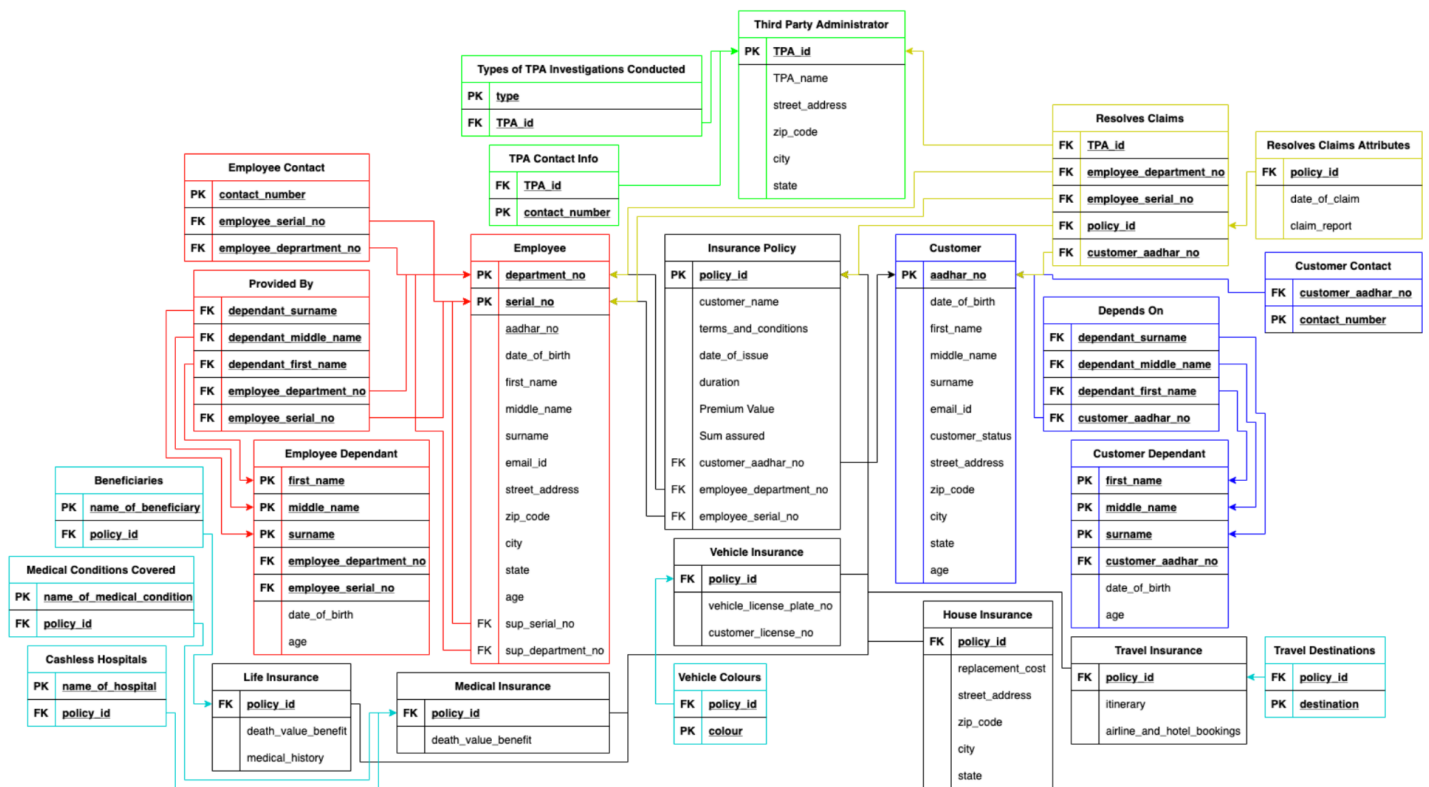 Third Party Administrator
PK TPA_id
TPA_name
street_address
zip_code
city
state
Types of TPA Investigations Conducted
PK type
FK TPA_id
TPA Contact Info
FK TPA_id
PK contact_number
Resolves Claims
FK TPA_id
FK employee_department_no
FK employee_serial_no
FK policy_id
FK customer_aadhar_no
Resolves Claims Attributes
FK policy_id
date_of_claim
claim_report
Employee Contact
PK contact_number
FK employee_serial_no
FK employee_deprartment_no
Employee
PK department_no
PK serial_no
aadhar_no
date_of_birth
first_name
middle_name
surname
email_id
street_address
zip_code
city
state
age
FK sup_serial_no
FK sup_department_no
Insurance Policy
PK policy_id
customer_name
terms_and_conditions
date_of_issue
duration
Premium Value
Sum assured
FK customer_aadhar_no
FK employee_department_no
FK employee_serial_no
Customer
PK aadhar_no
date_of_birth
first_name
middle_name
surname
email_id
customer_status
street_address
zip_code
city
state
age
Customer Contact
FK customer_aadhar_no
PK contact_number
Provided By
FK dependant_surname
FK dependant_middle_name
FK dependant_first_name
FK employee_department_no
FK employee_serial_no
Depends On
FK dependant_surname
FK dependant_middle_name
FK dependant_first_name
FK customer_aadhar_no
Employee Dependant
PK first_name
PK middle_name
PK surname
FK employee_department_no
FK employee_serial_no
date_of_birth
age
Customer Dependant
PK first_name
PK middle_name
PK surname
FK customer_aadhar_no
date_of_birth
age
Beneficiaries
PK name_of_beneficiary
FK policy_id
Medical Conditions Covered
PK name_of_medical_condition
FK policy_id
Cashless Hospitals
PK name_of_hospital
FK policy_id
Life Insurance
FK policy_id
death_value_benefit
medical_history
Medical Insurance
FK policy_id
death_value_benefit
Vehicle Insurance
FK policy_id
vehicle_license_plate_no
customer_license_no
Vehicle Colours
FK policy_id
PK colour
House Insurance
FK policy_id
replacement_cost
street_address
zip_code
city
state
Travel Insurance
FK policy_id
itinerary
airline_and_hotel_bookings
Travel Destinations
FK policy_id
PK destination